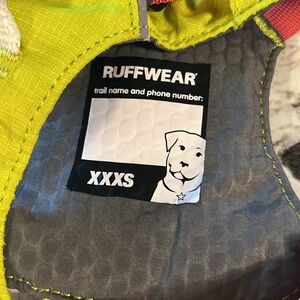 RUFFWEAR®
trail name and phone number:
XXXS